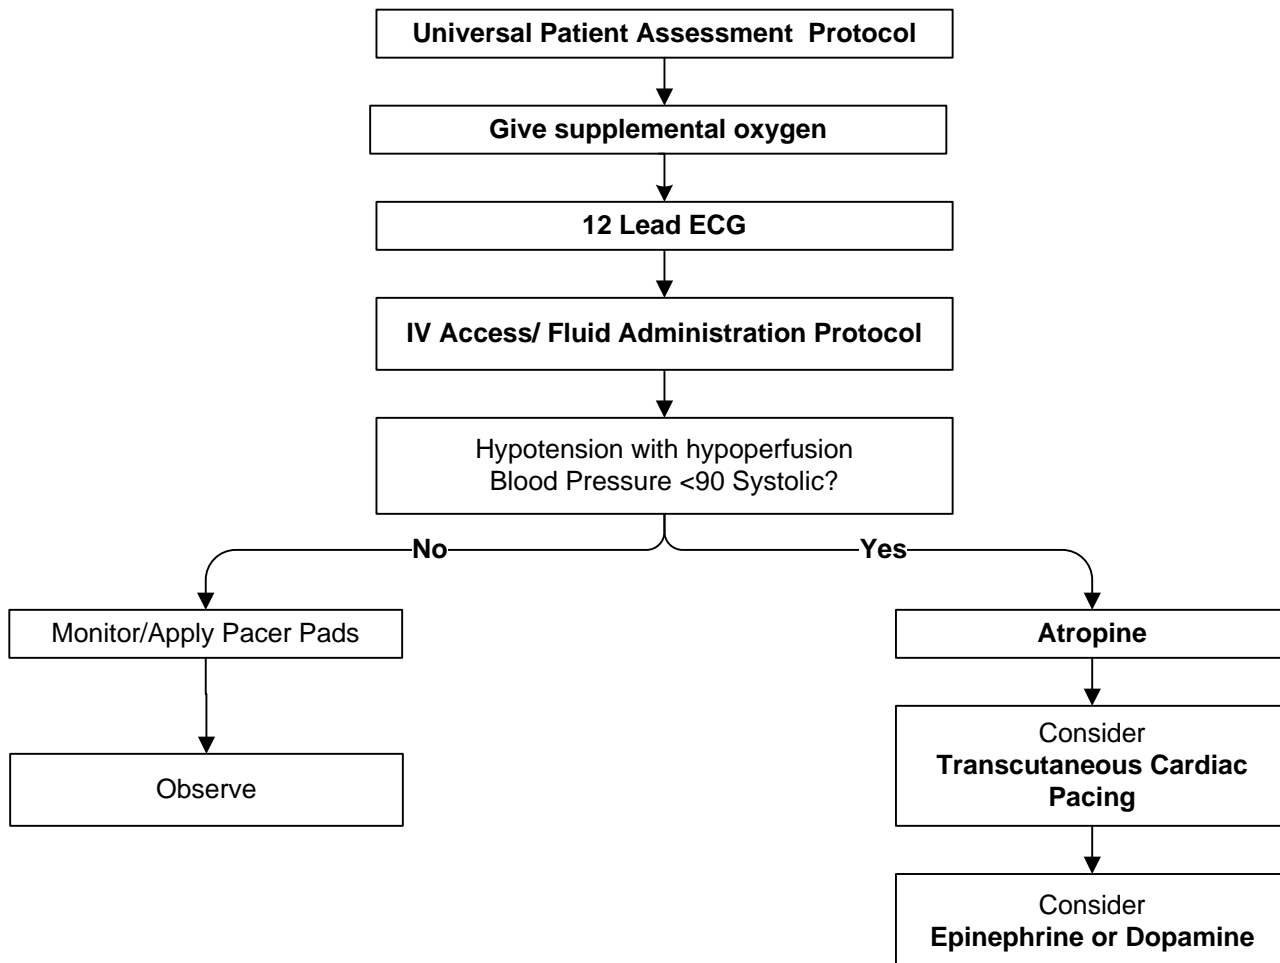 Universal Patient Assessment  Protocol
Give supplemental oxygen
12 Lead ECG
IV Access/ Fluid Administration Protocol
Hypotension with hypoperfusion
Blood Pressure <90 Systolic?
No
Yes
Monitor/Apply Pacer Pads
Atropine
Consider
Transcutaneous Cardiac
Pacing
Observe
Consider
Epinephrine or Dopamine